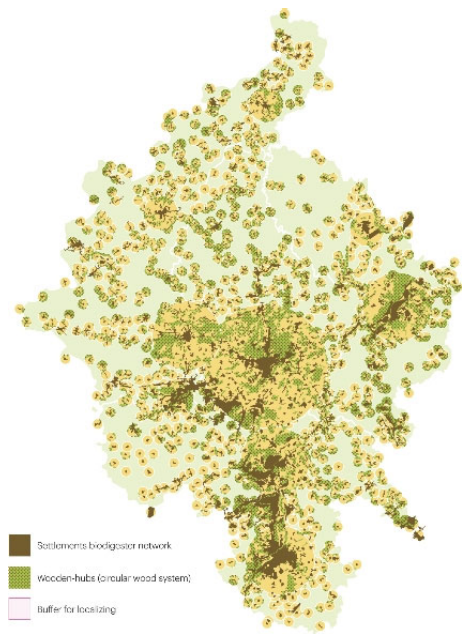 Settlements biodigester network
Wooden-hubs (circular wood system)
Buffer for localizing